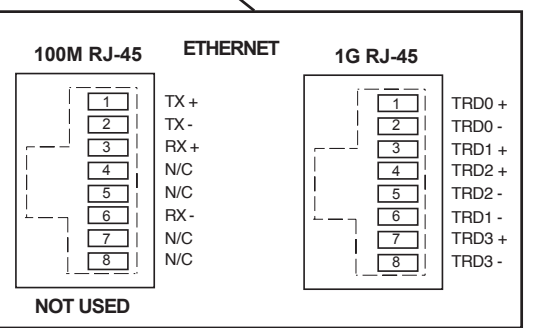 ETHERNET
100M RJ-45
1 TX +
2 TX -
3 RX +
4 N/C
5 N/C
6 RX -
7 N/C
8 N/C
NOT USED
1G RJ-45
1 TRD0 +
2 TRD0 -
3 TRD1 +
4 TRD2 +
5 TRD2 -
6 TRD1 -
7 TRD3 +
8 TRD3 -